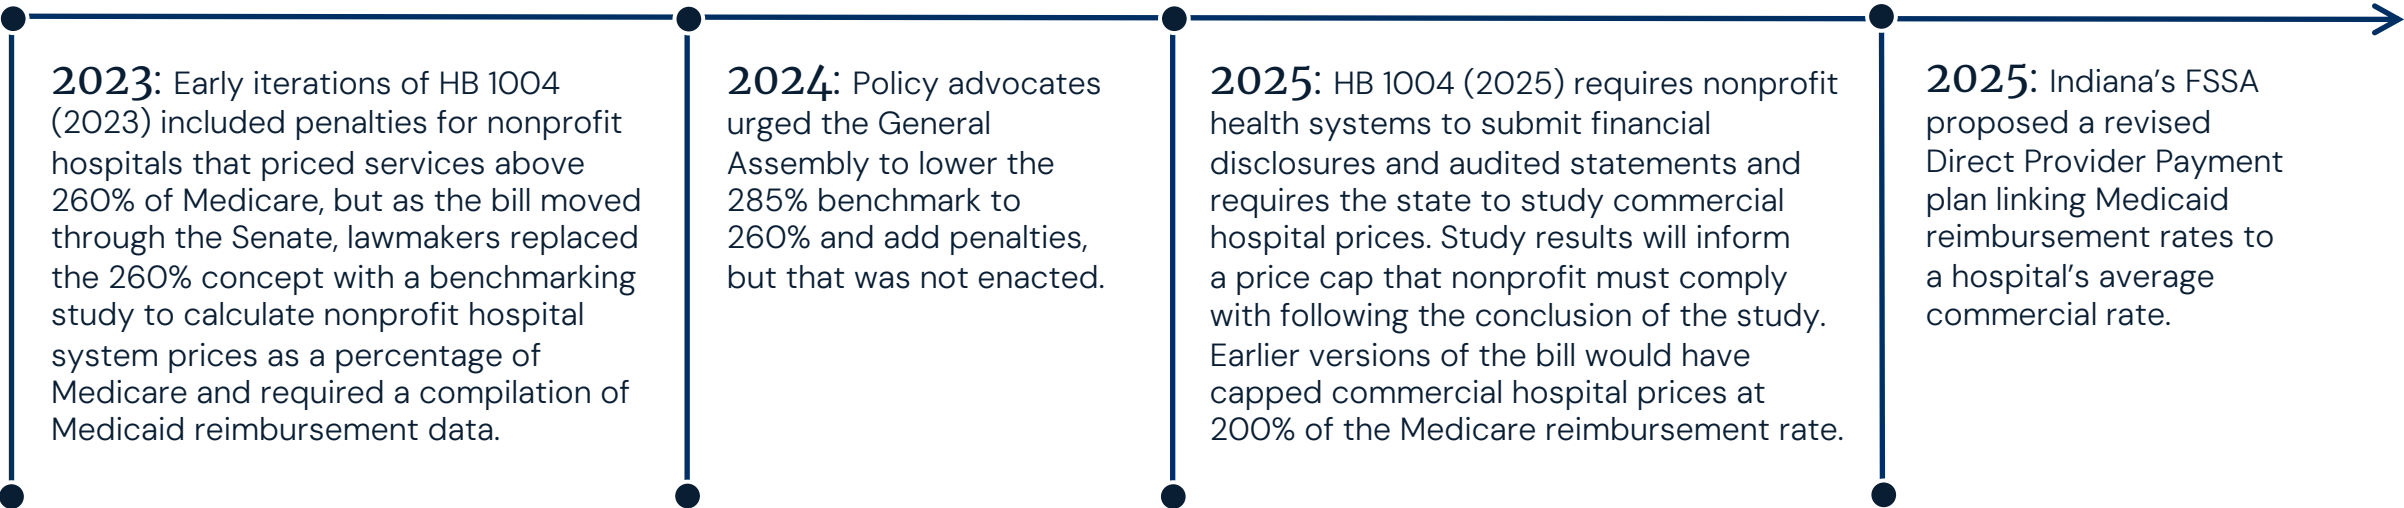 2023: Early iterations of HB 1004
(2023) included penalties for nonprofit
hospitals that priced services above
260% of Medicare, but as the bill moved
through the Senate, lawmakers replaced
the 260% concept with a benchmarking
study to calculate nonprofit hospital
system prices as a percentage of
Medicare and required a compilation of
Medicaid reimbursement data.
2024: Policy advocates
urged the General
Assembly to lower the
285% benchmark to
260% and add penalties,
but that was not enacted.
2025: HB 1004 (2025) requires nonprofit
health systems to submit financial
disclosures and audited statements and
requires the state to study commercial
hospital prices. Study results will inform
a price cap that nonprofit must comply
with following the conclusion of the study.
Earlier versions of the bill would have
capped commercial hospital prices at
200% of the Medicare reimbursement rate.
2025: Indiana’s FSSA
proposed a revised
Direct Provider Payment
plan linking Medicaid
reimbursement rates to
a hospital’s average
commercial rate.